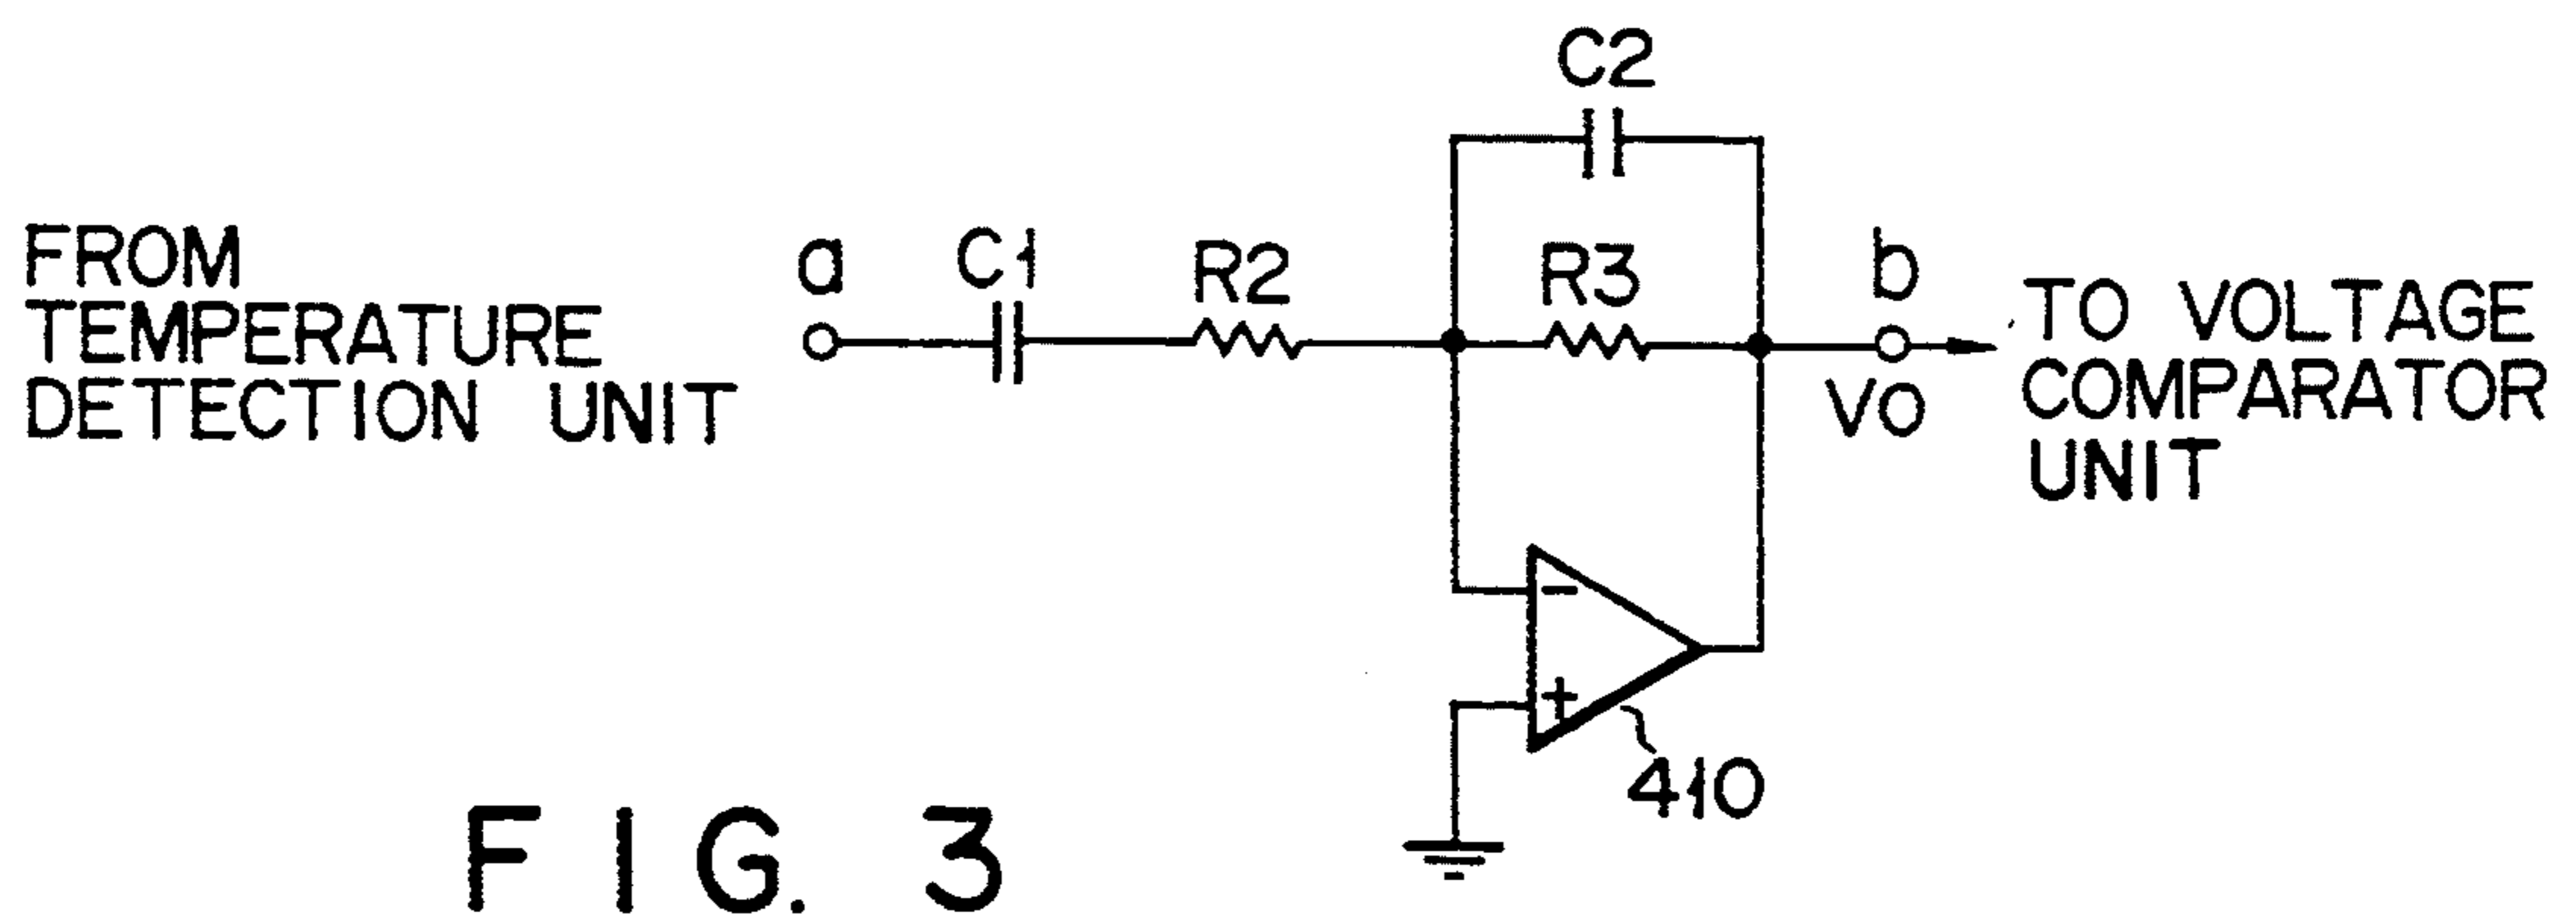 C2
FROM
TEMPERATURE
DETECTION UNIT
a
C1
R2
R3
b
VO
TO VOLTAGE
COMPARATOR
UNIT
-
+
410
FIG. 3